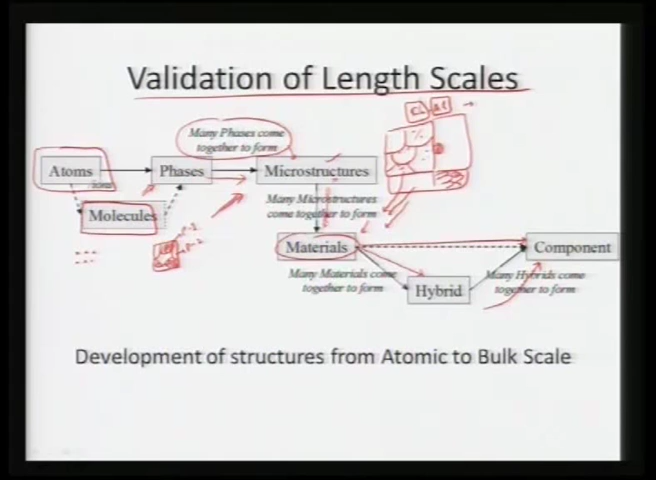 Validation of Length Scales
Many Phases come
together to form
Atoms
Phases
Microstructures
Molecules
Many Microstructures
come together to form
Materials
Component
Many Materials come
together to form
Hybrid
Many Hybrids come
together to form
Development of structures from Atomic to Bulk Scale